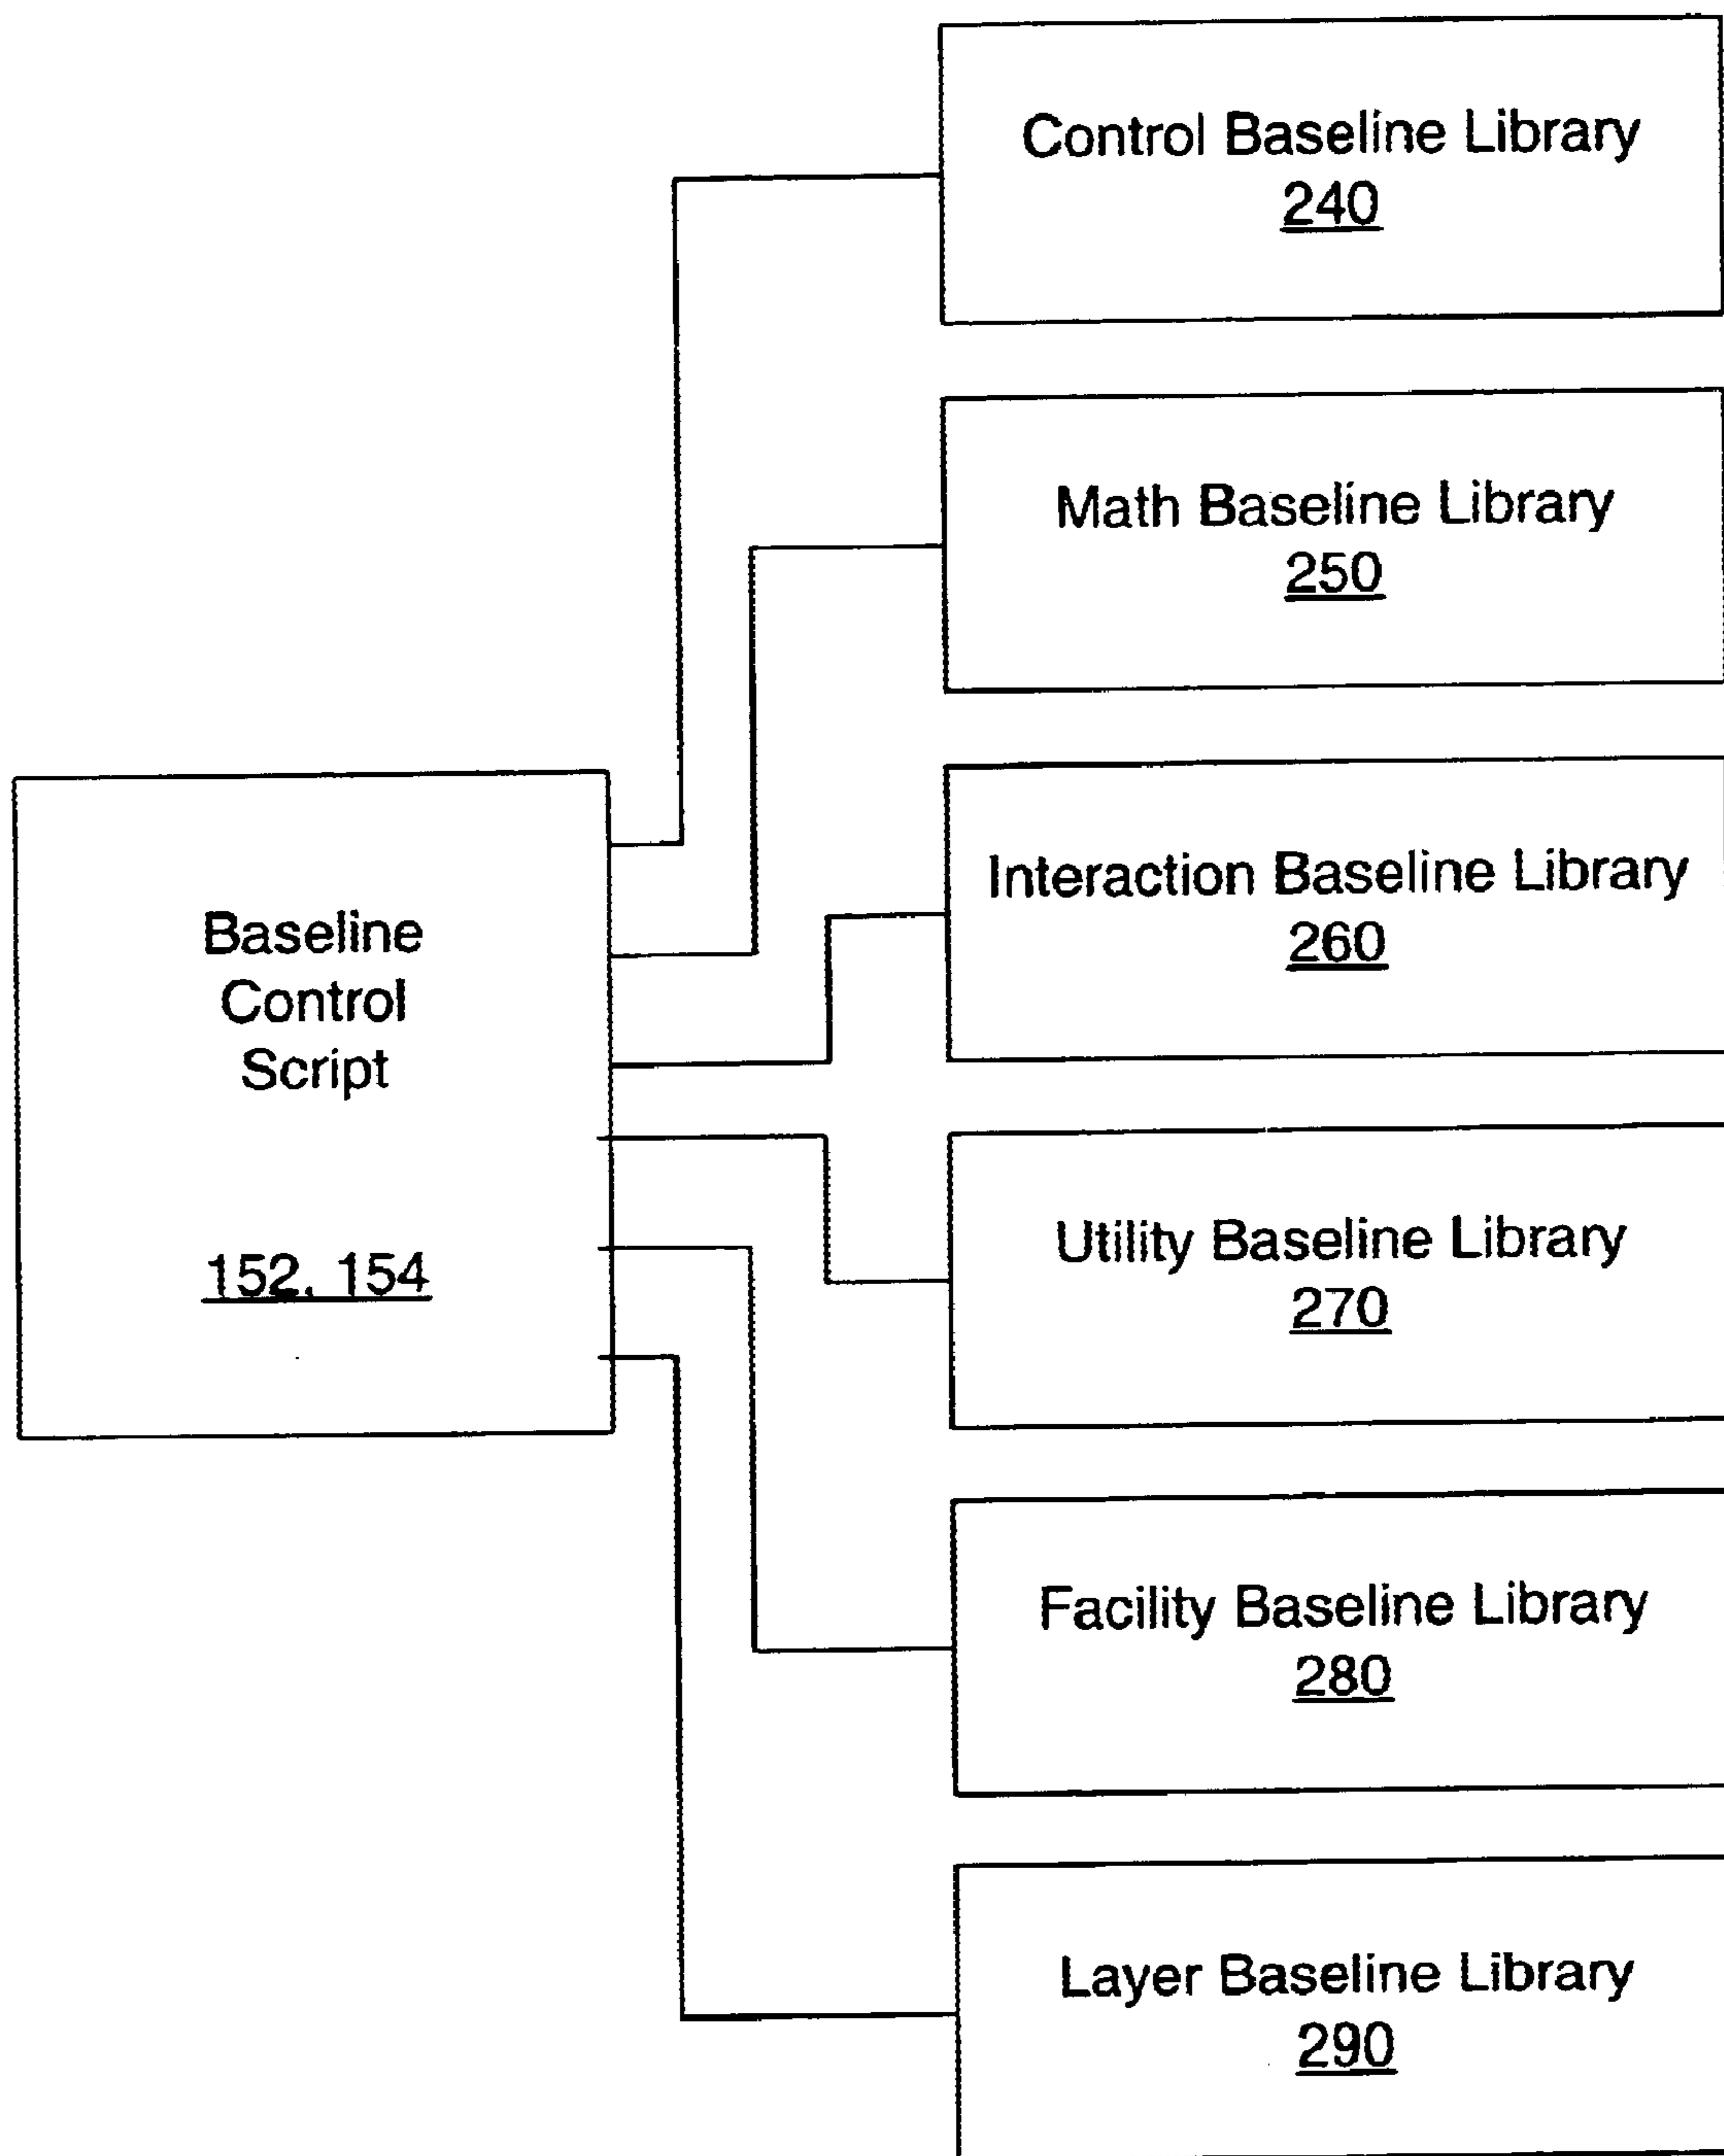 Control Baseline Library
240
Math Baseline Library
250
Interaction Baseline Library
260
Baseline
Control
Script
152, 154
Utility Baseline Library
270
Facility Baseline Library
280
Layer Baseline Library
290